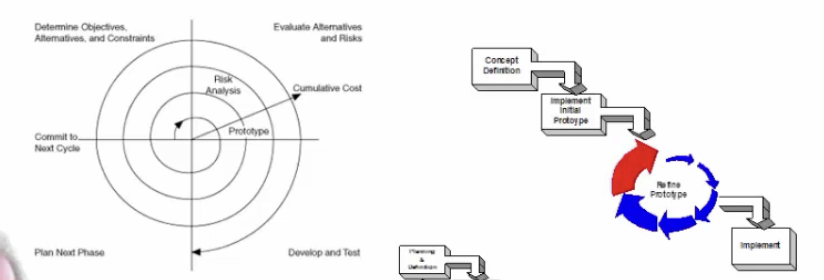 Determine Objectives,
Alternatives, and Constraints
Evaluate Alternatives
and Risks
Risk
Analysis
Cumulative Cost
Prototype
Commit to
Next Cycle
Plan Next Phase
Develop and Test
Concept
Definition
Implement
Initial
Protoype
Refine
Prototype
Implement
Planning
&
Definition